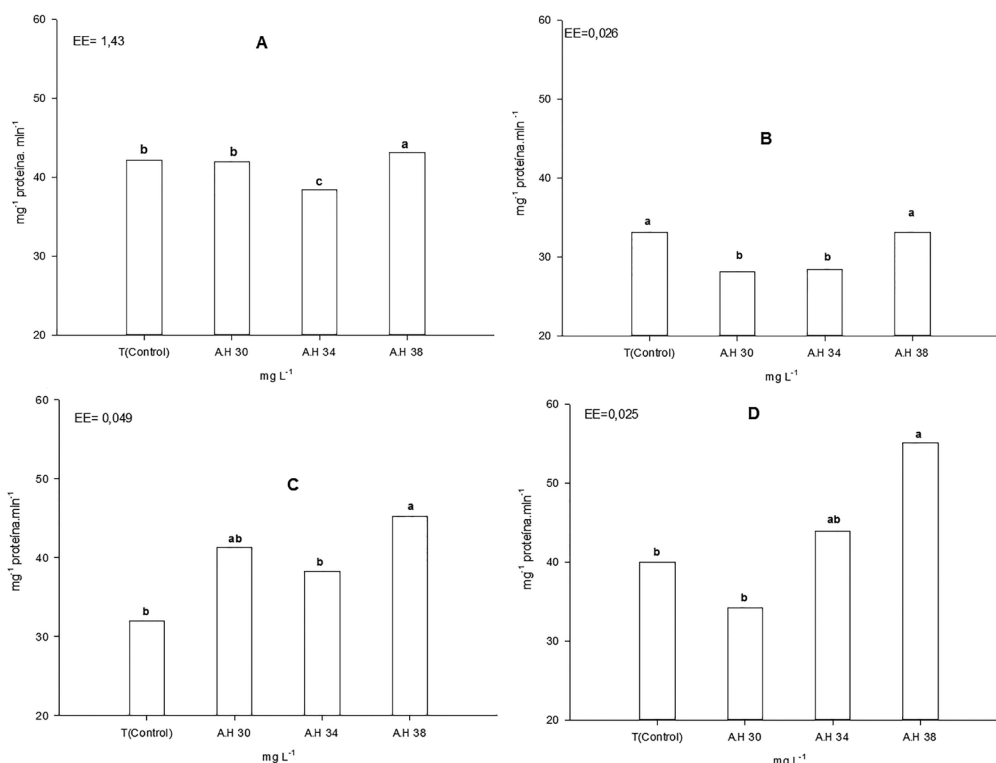 EE= 1,43
A
60
50
40
30
20
mg⁻¹ proteína. mln⁻¹
b
b
c
a
T(Control) A.H 30 A.H 34 A.H 38
mg L⁻¹
EE=0,026
B
60
50
40
30
20
mg⁻¹ proteína.mln⁻¹
a
b
b
a
T(Control) A.H 30 A.H 34 A.H 38
mg L⁻¹
EE= 0,049
C
60
50
40
30
20
mg⁻¹ proteína.mln⁻¹
b
ab
b
a
T(Control) A.H 30 A.H 34 A.H 38
mg L⁻¹
EE=0,025
D
60
50
40
30
20
mg⁻¹ proteína.mln⁻¹
b
b
ab
a
T(Control) A.H 30 A.H 34 A.H 38
mg L⁻¹